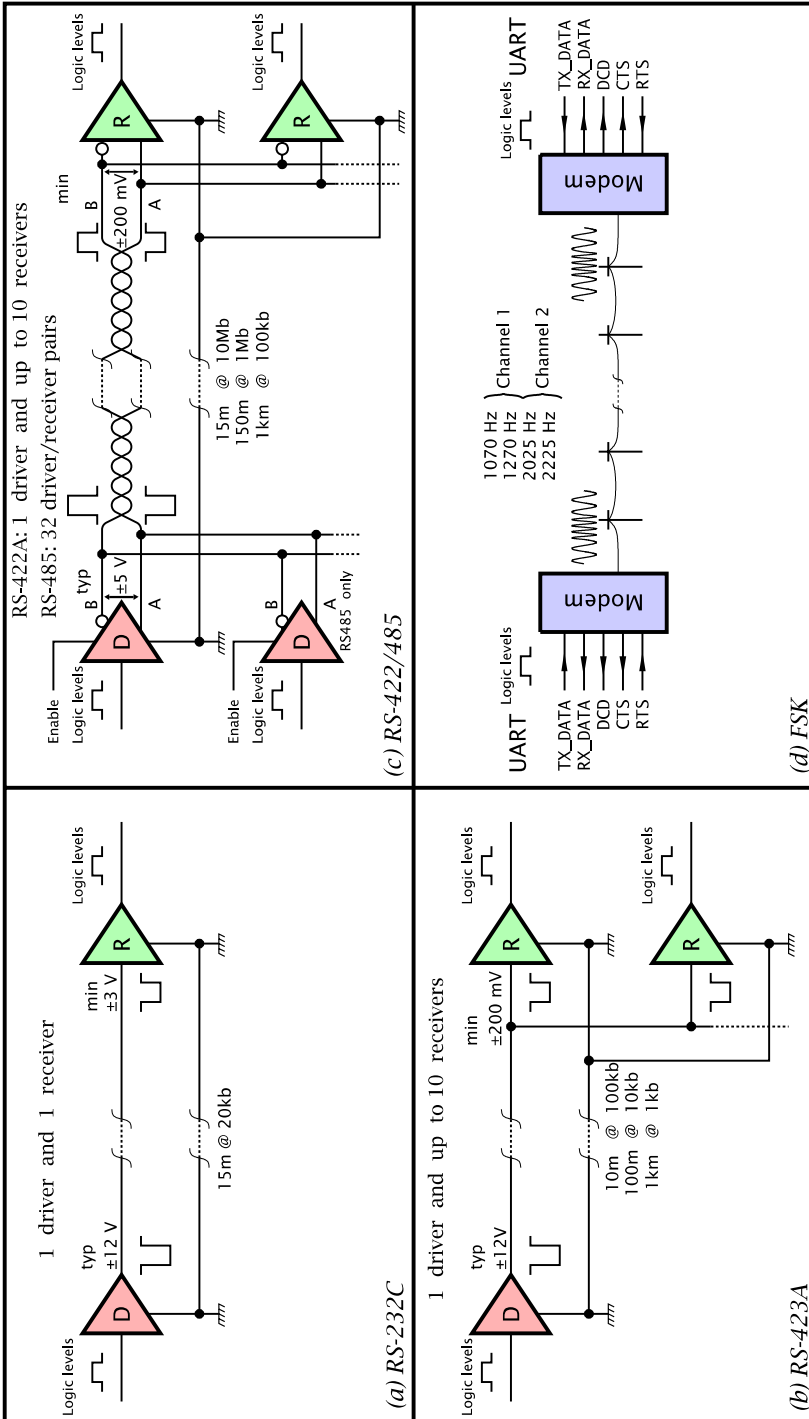 1 driver and 1 receiver
Logic levels
D
typ
±12 V
min
±3 V
R
Logic levels
15m @ 20kb
(a) RS-232C
RS-422A: 1 driver and up to 10 receivers
RS-485: 32 driver/receiver pairs
Enable
Logic levels
D
typ
B
±5 V
A
min
B
±200 mV
A
R
Logic levels
15m @ 10Mb
150m @ 1Mb
1km @ 100kb
Enable
Logic levels
D
B
A
RS485 only
R
Logic levels
(c) RS-422/485
1 driver and up to 10 receivers
Logic levels
D
typ
±12V
min
±200 mV
R
Logic levels
10m @ 100kb
100m @ 10kb
1km @ 1kb
R
Logic levels
(b) RS-423A
1070 Hz
1270 Hz
Channel 1
2025 Hz
2225 Hz
Channel 2
UART
Logic levels
TX_DATA
RX_DATA
DCD
CTS
RTS
Modem
Modem
Logic levels
UART
TX_DATA
RX_DATA
DCD
CTS
RTS
(d) FSK